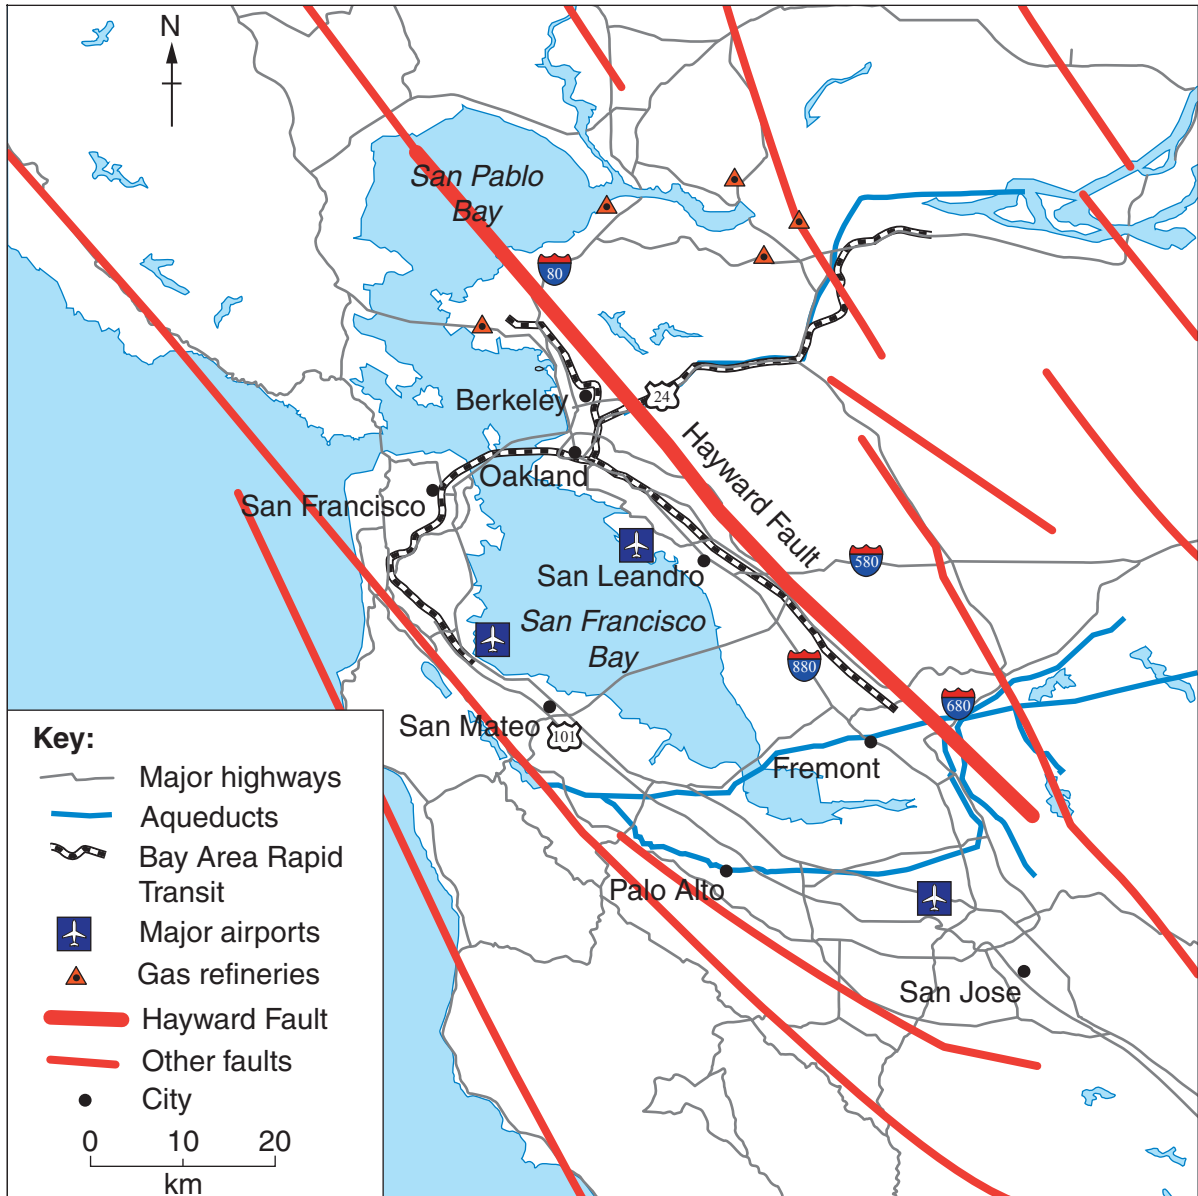 N
San Pablo
Bay
80
Berkeley
24
Hayward Fault
Oakland
San Francisco
580
San Leandro
San Francisco
Bay
880
680
San Mateo
101
Fremont
Palo Alto
San Jose
Key:
Major highways
Aqueducts
Bay Area Rapid
Transit
Major airports
Gas refineries
Hayward Fault
Other faults
City
0 10 20
km